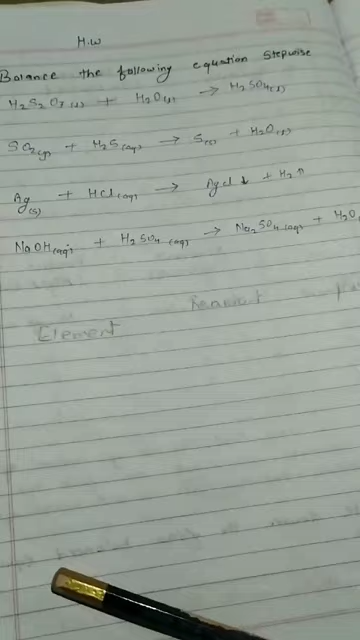 H.W
Balance the following equation stepwise
H2S2O7(l) + H2O(l) → H2SO4(l)
SO2(g) + H2S(aq) → S(s) + H2O(l)
Ag(s) + HCl(aq) → AgCl↓ + H2↑
NaOH(aq) + H2SO4(aq) → Na2SO4(aq) + H2O
Element Reanrant